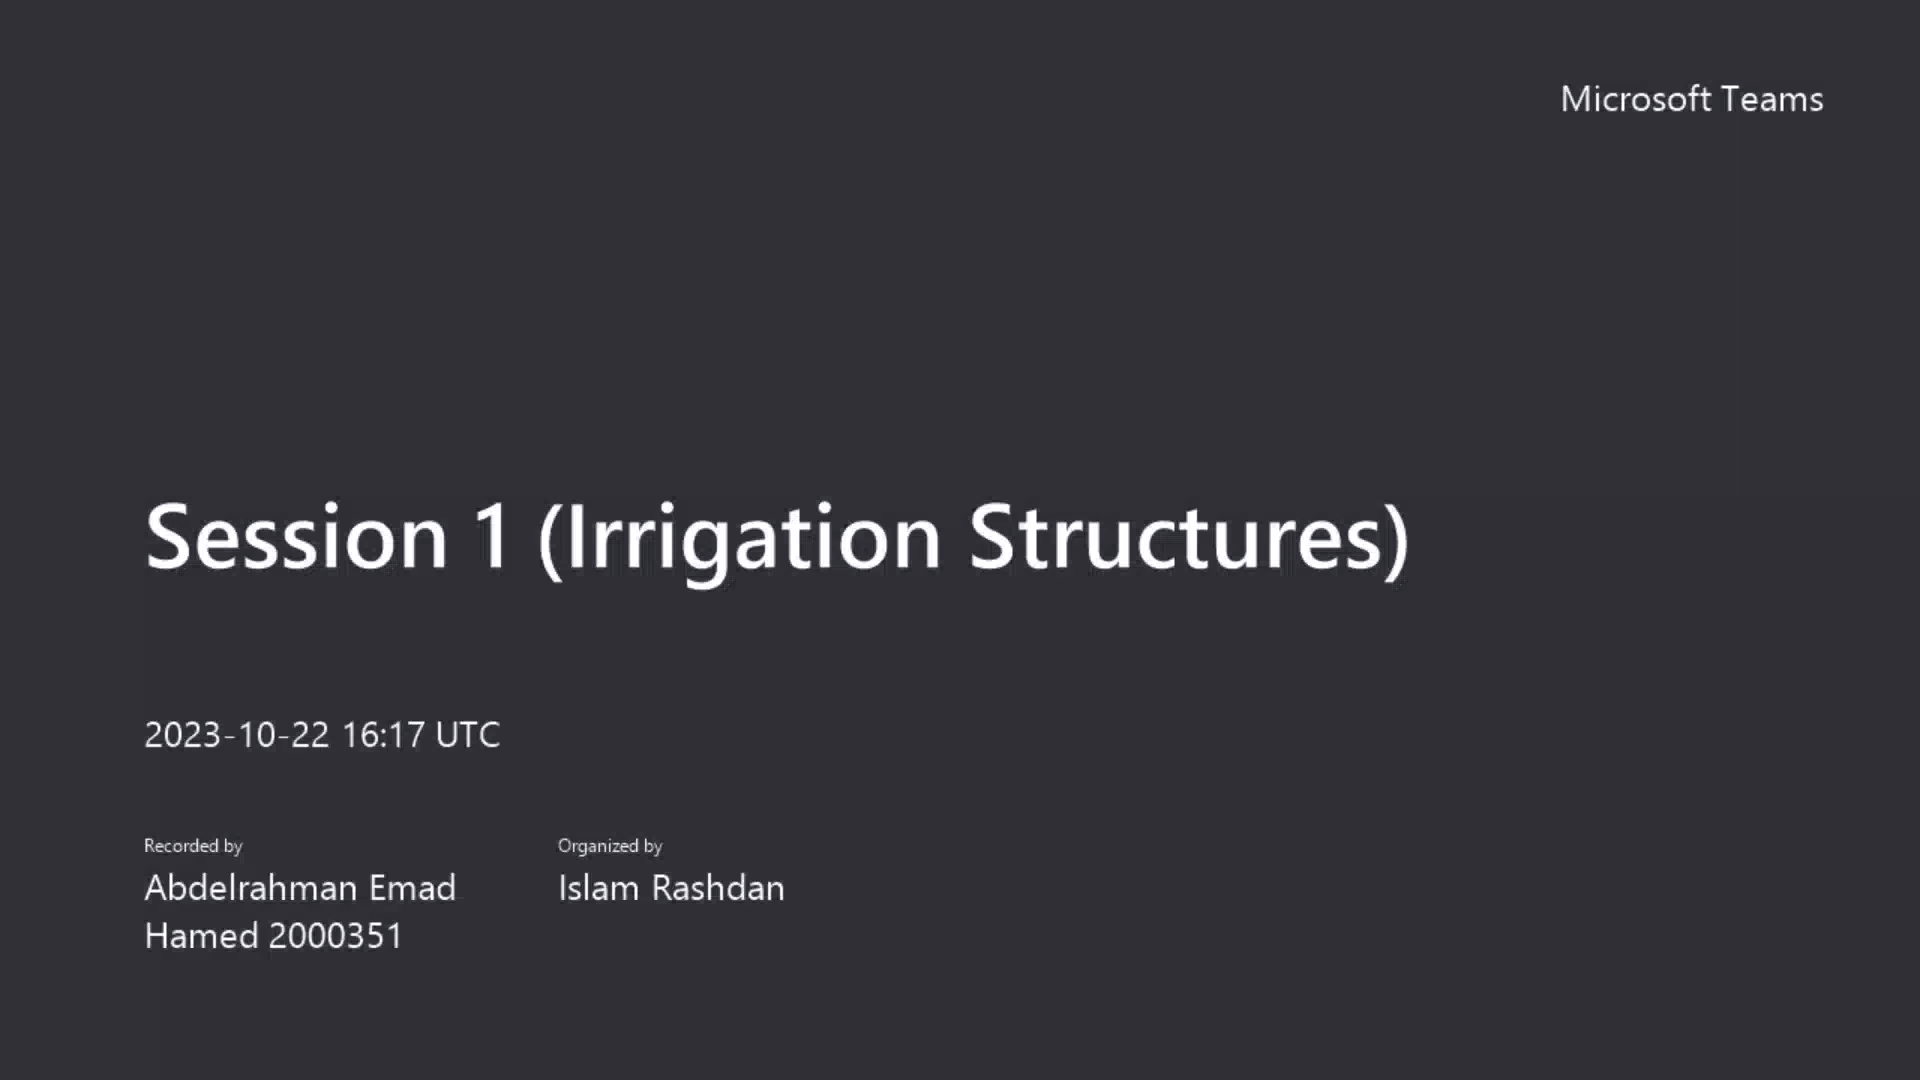 Microsoft Teams
Session 1 (Irrigation Structures)
2023-10-22 16:17 UTC
Recorded by
Abdelrahman Emad
Hamed 2000351
Organized by
Islam Rashdan